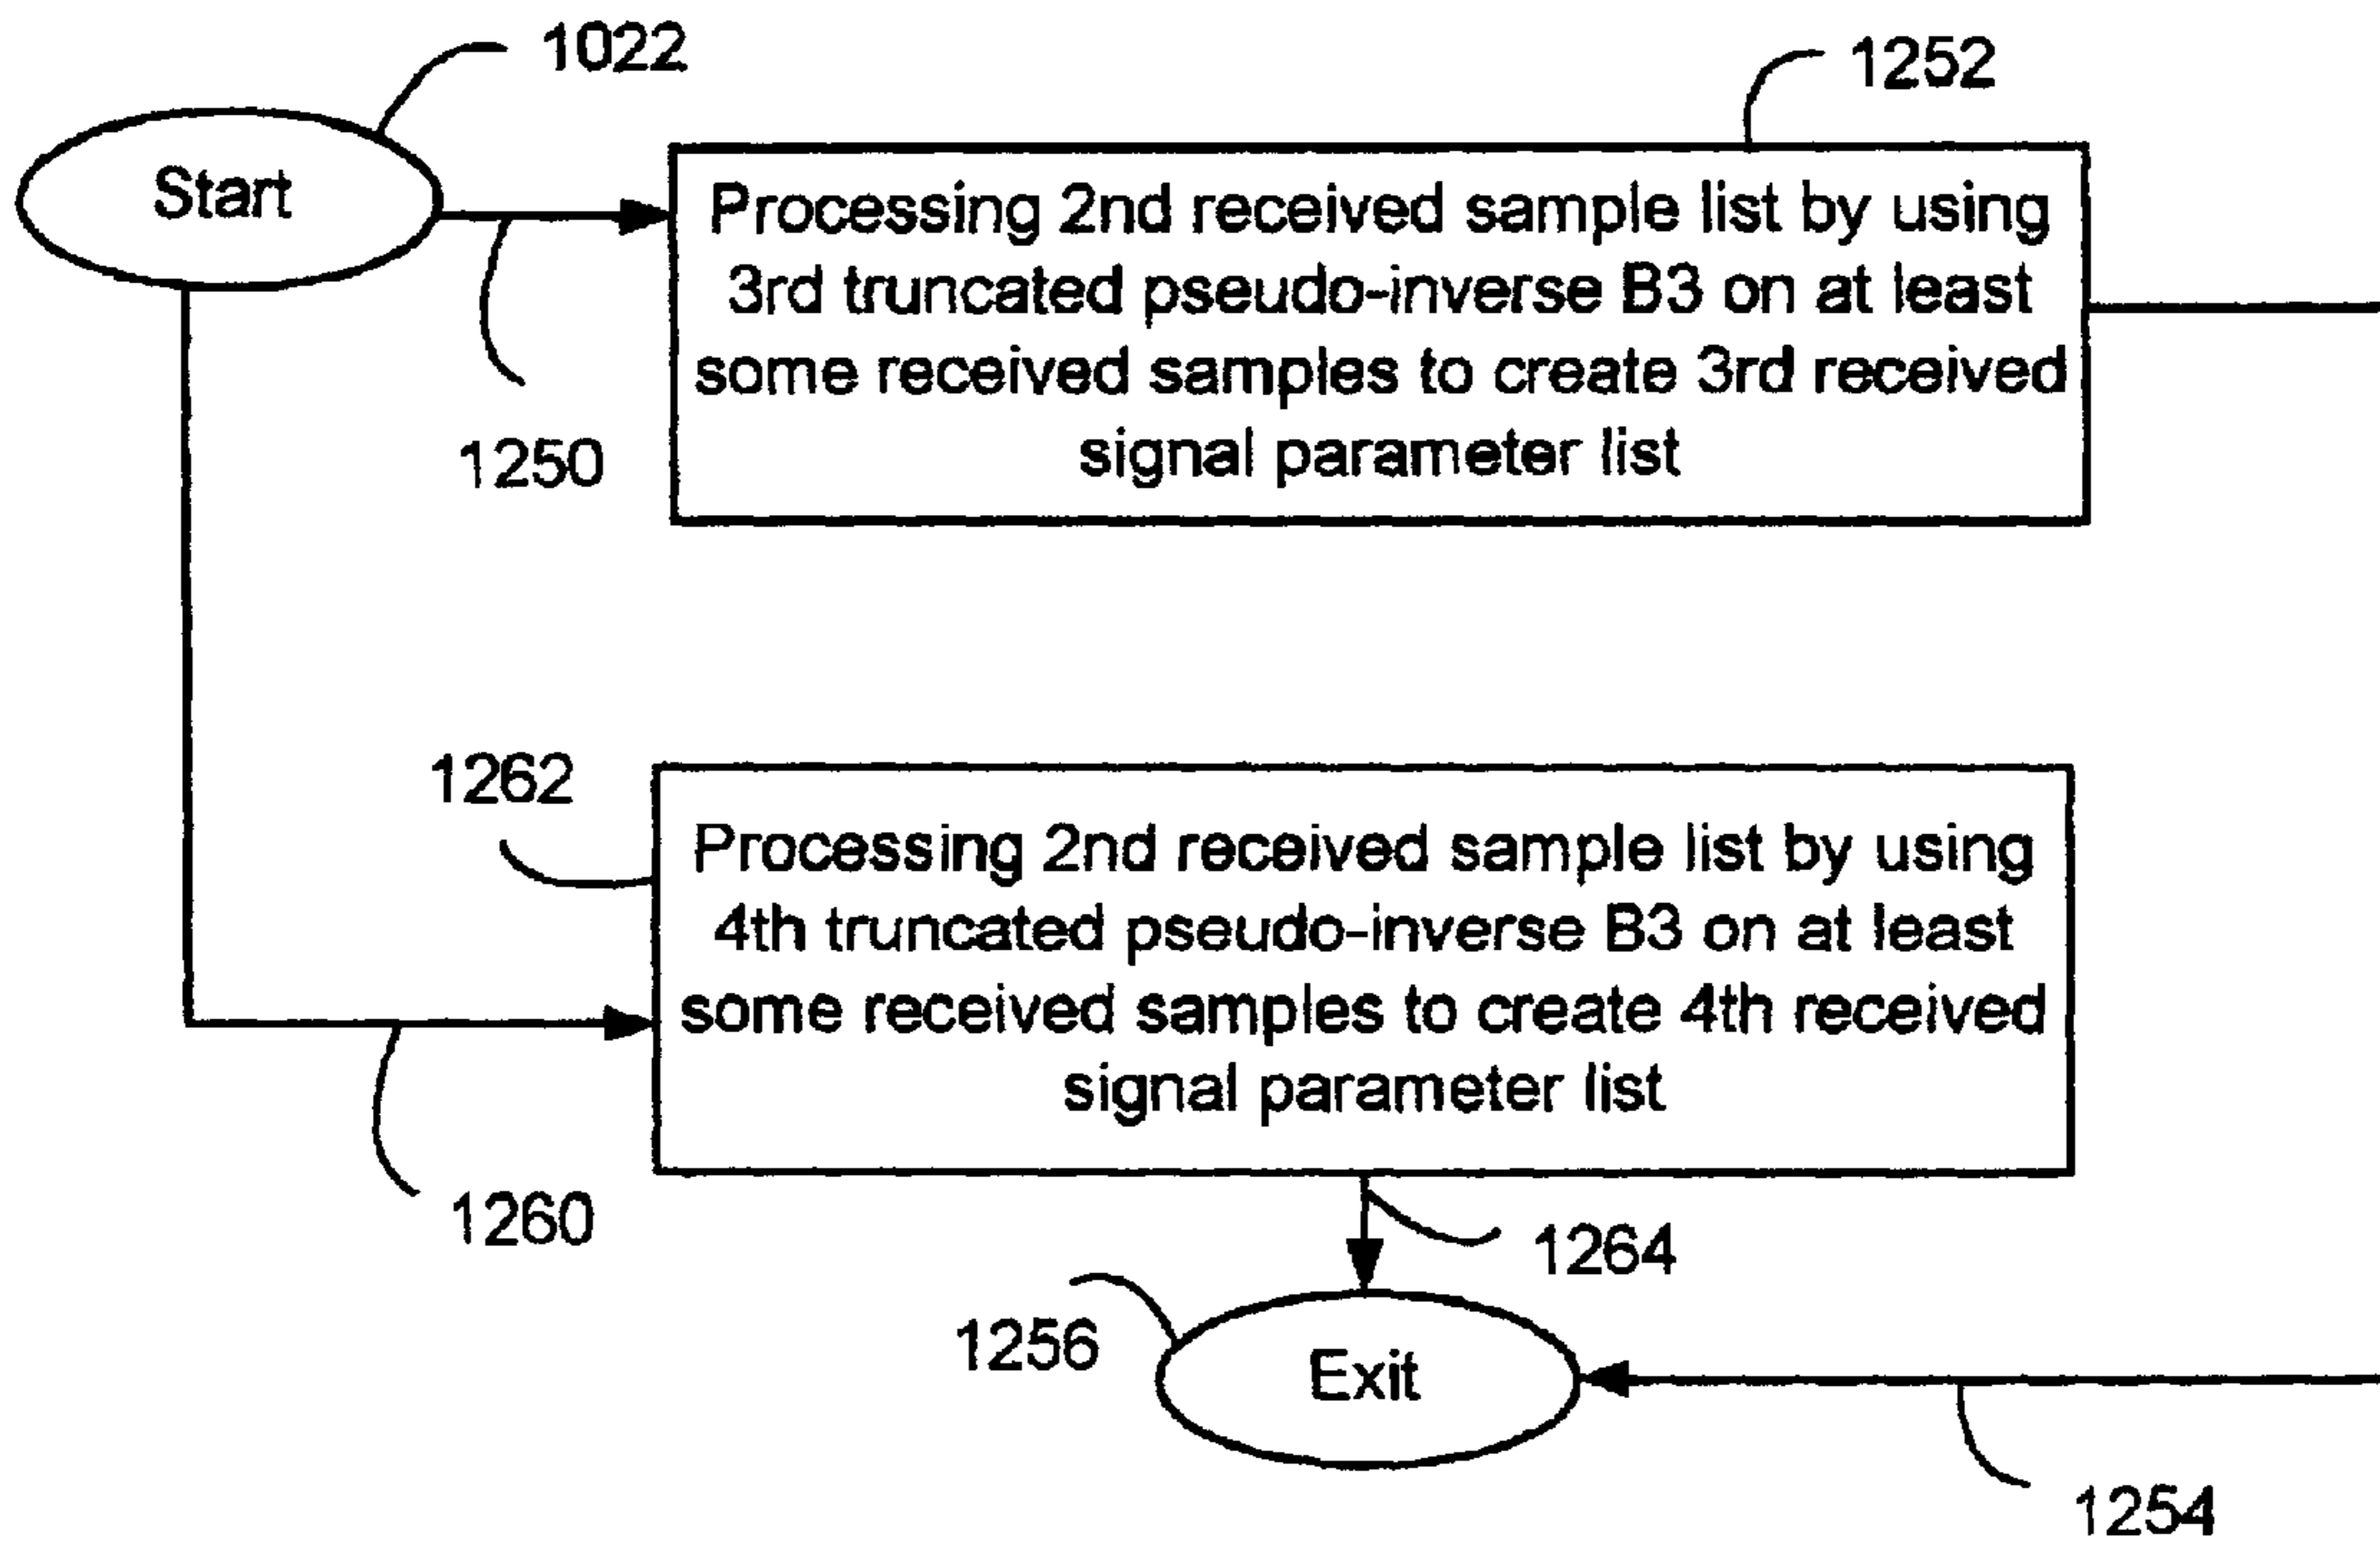 1022
1252
Start
Processing 2nd received sample list by using
3rd truncated pseudo-inverse B3 on at least
some received samples to create 3rd received
signal parameter list
1250
1262
Processing 2nd received sample list by using
4th truncated pseudo-inverse B3 on at least
some received samples to create 4th received
signal parameter list
1260
1264
1256
Exit
1254